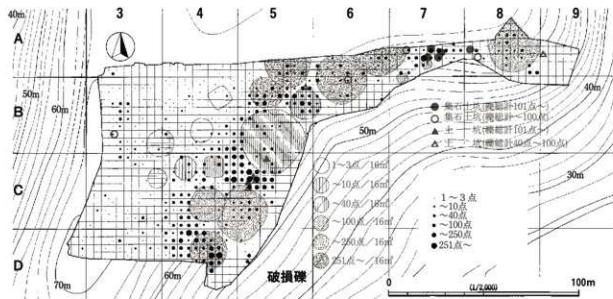 40m 3 4 5 6 7 8 9
A
B
C
D
50m
60m
40m
50m
30m
70m
60m
● 集石土坑(礫総計101点~)
○ 集石土坑(礫総計~100点)
▲ 土 坑(礫総計101点~)
△ 土 坑(礫総計40点~100点)
1~3点/16㎡
~10点/16㎡
~40点/16㎡
~100点/16㎡
~250点/16㎡
251点~/16㎡
1~3点
~10点
~40点
~100点
~250点
251点~
破損礫
0 (1/2,000) 100m